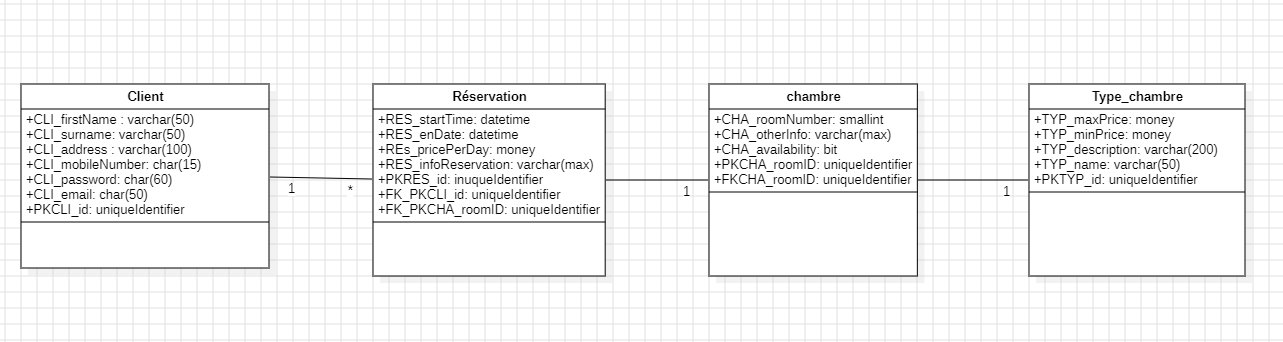 Client
+CLI_firstName : varchar(50)
+CLI_surname: varchar(50)
+CLI_address : varchar(100)
+CLI_mobileNumber: char(15)
+CLI_password: char(60)
+CLI_email: char(50)
+PKCLI_id: uniqueIdentifier
1
*
Réservation
+RES_startTime: datetime
+RES_enDate: datetime
+REs_pricePerDay: money
+RES_infoReservation: varchar(max)
+PKRES_id: inuqueIdentifier
+FK_PKCLI_id: uniqueIdentifier
+FK_PKCHA_roomID: uniqueIdentifier
1
chambre
+CHA_roomNumber: smallint
+CHA_otherInfo: varchar(max)
+CHA_availability: bit
+PKCHA_roomID: uniqueIdentifier
+FKCHA_roomID: uniqueIdentifier
1
Type_chambre
+TYP_maxPrice: money
+TYP_minPrice: money
+TYP_description: varchar(200)
+TYP_name: varchar(50)
+PKTYP_id: uniqueIdentifier